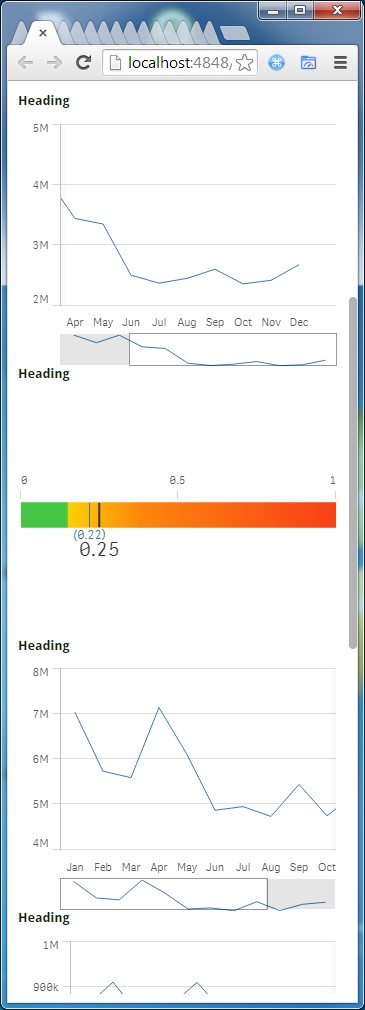 localhost:4848/
Heading
5M
4M
3M
2M
Apr May Jun Jul Aug Sep Oct Nov Dec
Heading
0 0.5 1
(0.22)
0.25
Heading
8M
7M
6M
5M
4M
Jan Feb Mar Apr May Jun Jul Aug Sep Oct
Heading
1M
900k